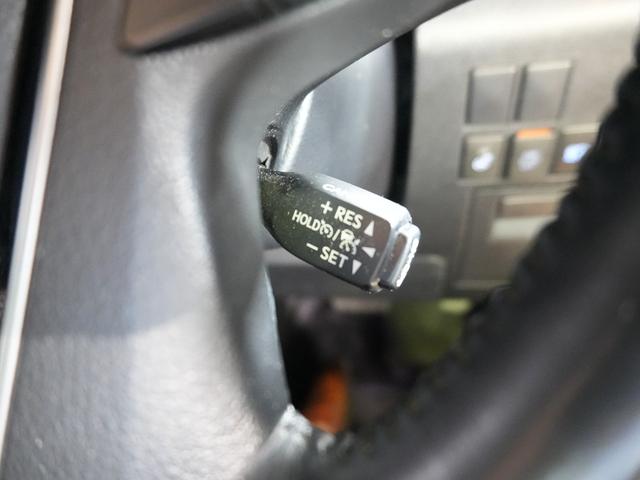 + RES
HOLD /
− SET